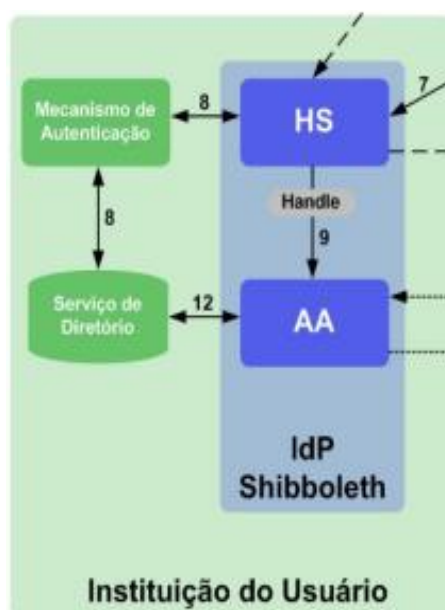 7
Mecanismo de
Autenticação
8
HS
Handle
8
9
Serviço de
Diretório
12
AA
IdP
Shibboleth
Instituição do Usuário